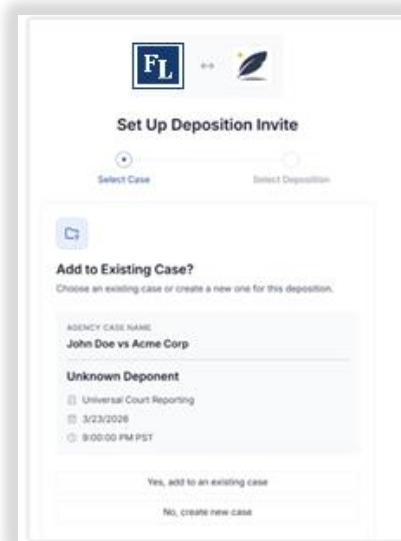 FL
Set Up Deposition Invite
Select Case
Select Deposition
Add to Existing Case?
Choose an existing case or create a new one for this deposition.
AGENCY CASE NAME
John Doe vs Acme Corp
Unknown Deponent
Universal Court Reporting
3/23/2026
9:00:00 PM PST
Yes, add to an existing case
No, create new case